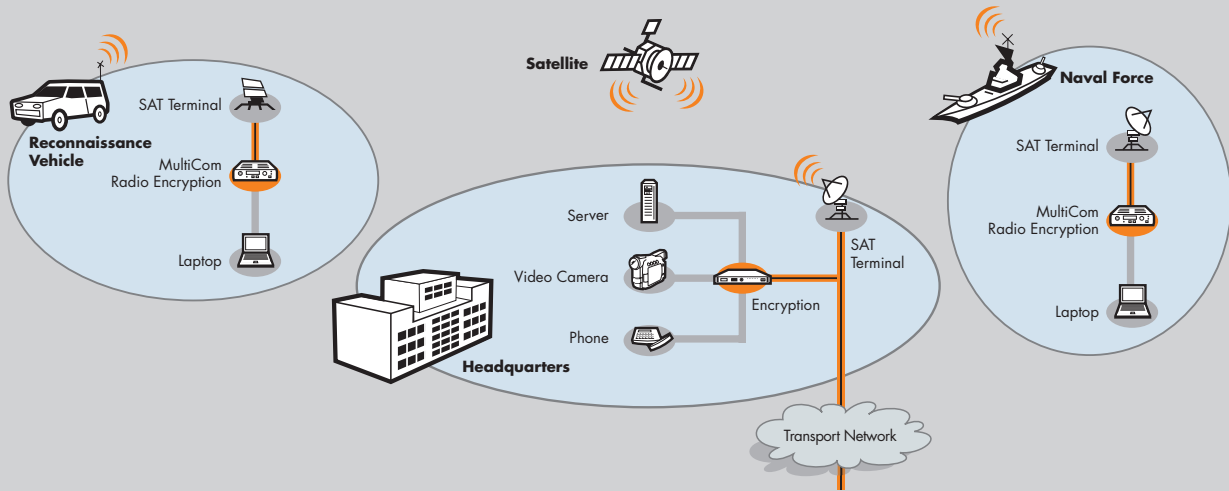 SAT Terminal
Reconnaissance
Vehicle
MultiCom
Radio Encryption
Laptop
Satellite
Server
Video Camera
Phone
Encryption
SAT
Terminal
Headquarters
Transport Network
Naval Force
SAT Terminal
MultiCom
Radio Encryption
Laptop